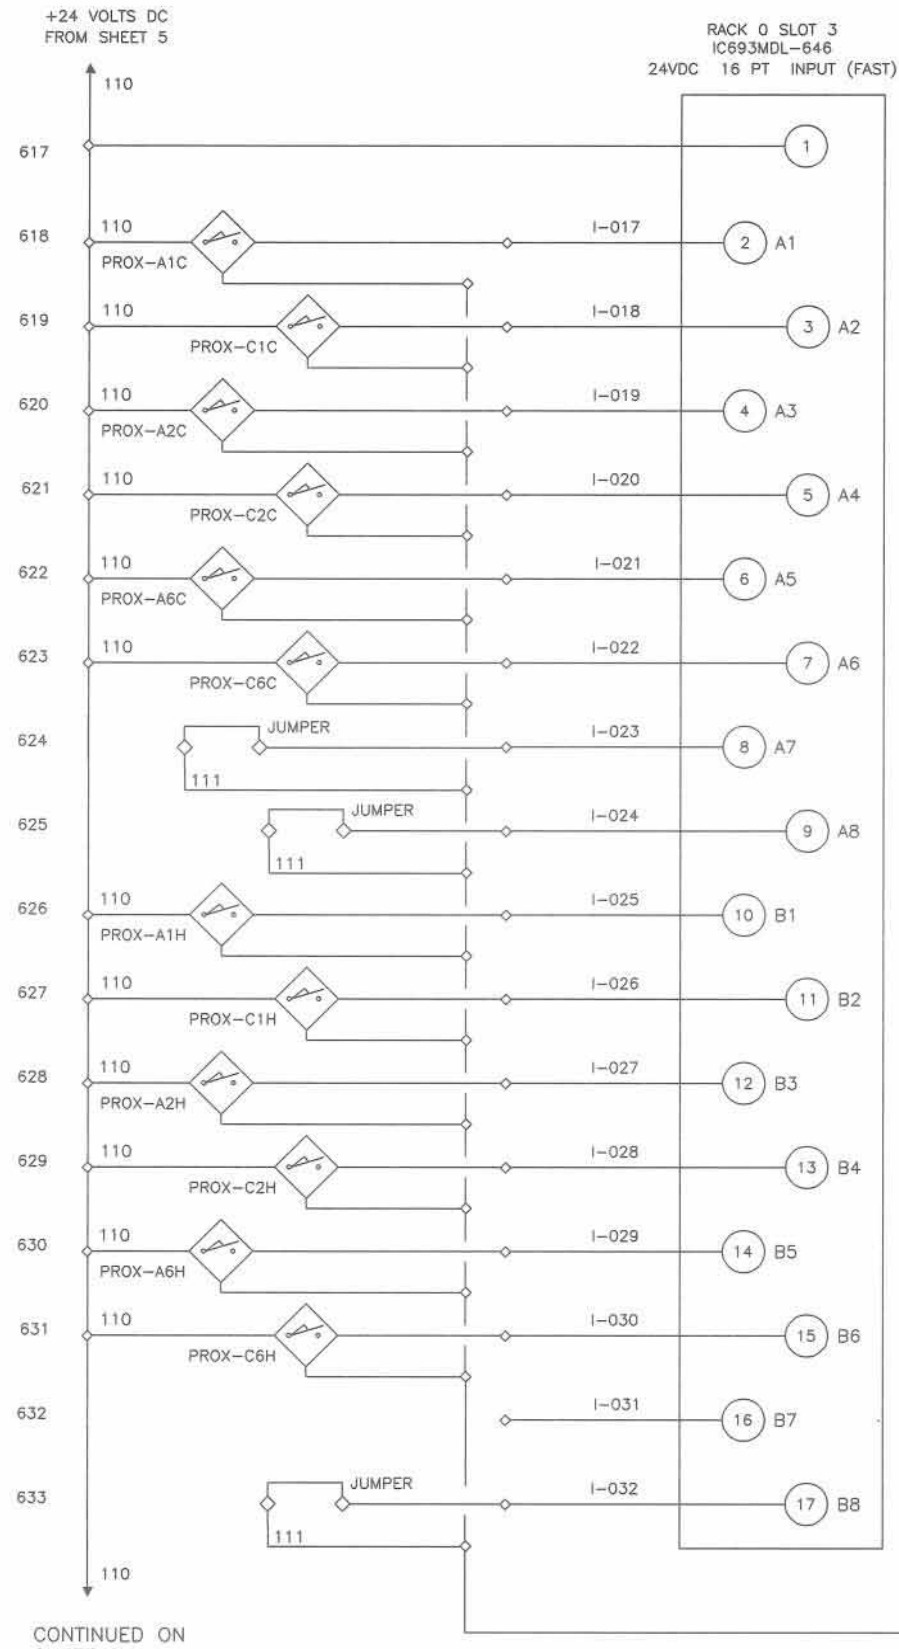 +24 VOLTS DC
FROM SHEET 5
RACK 0 SLOT 3
IC693MDL-646
24VDC 16 PT INPUT (FAST)
110
617
1
618
110
PROX-A1C
I-017
2
A1
619
110
PROX-C1C
I-018
3
A2
620
110
PROX-A2C
I-019
4
A3
621
110
PROX-C2C
I-020
5
A4
622
110
PROX-A6C
I-021
6
A5
623
110
PROX-C6C
I-022
7
A6
624
JUMPER
111
I-023
8
A7
625
JUMPER
111
I-024
9
A8
626
110
PROX-A1H
I-025
10
B1
627
110
PROX-C1H
I-026
11
B2
628
110
PROX-A2H
I-027
12
B3
629
110
PROX-C2H
I-028
13
B4
630
110
PROX-A6H
I-029
14
B5
631
110
PROX-C6H
I-030
15
B6
632
I-031
16
B7
633
JUMPER
111
I-032
17
B8
110
CONTINUED ON